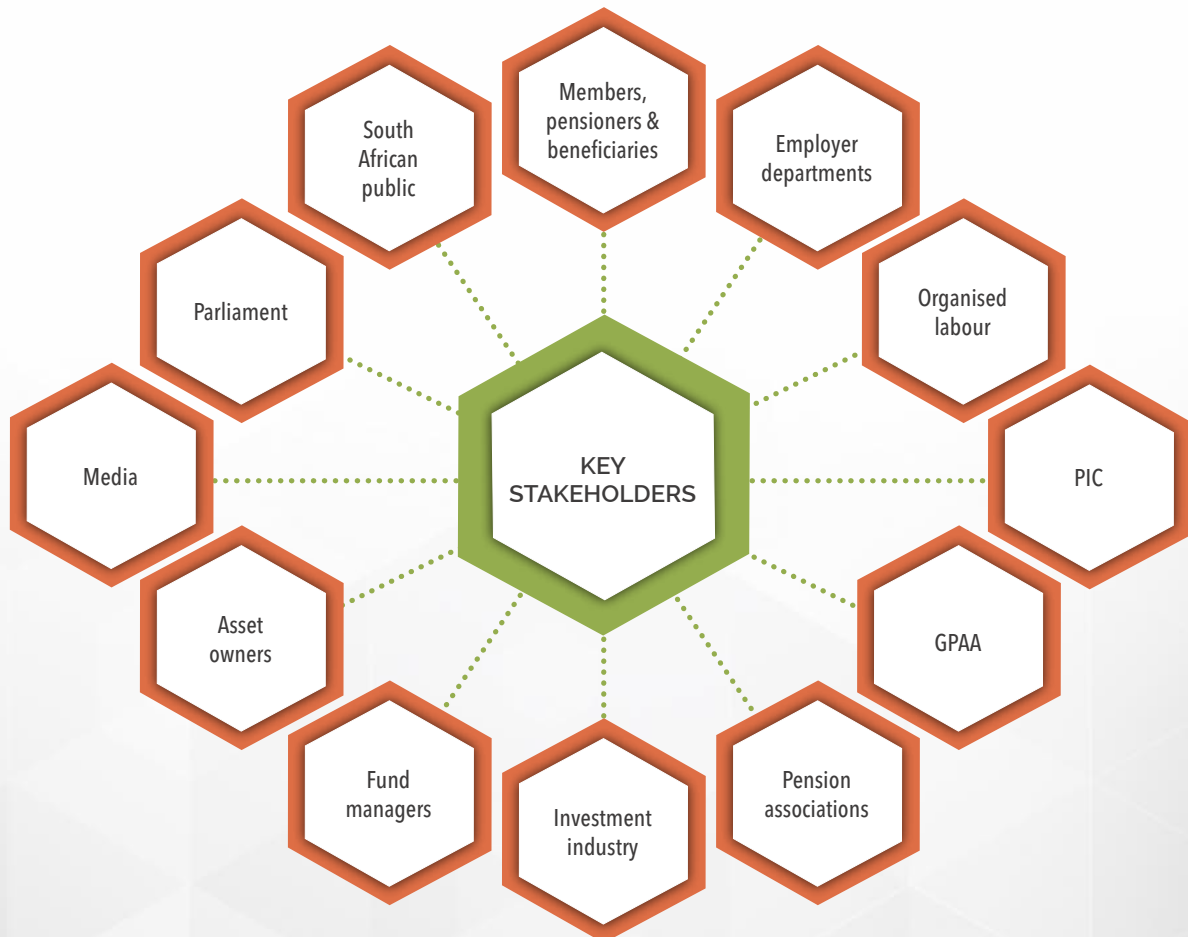 Members,
pensioners &
beneficiaries
Employer
departments
Organised
labour
PIC
GPAA
Pension
associations
Investment
industry
Fund
managers
Asset
owners
Media
Parliament
South
African
public
KEY
STAKEHOLDERS